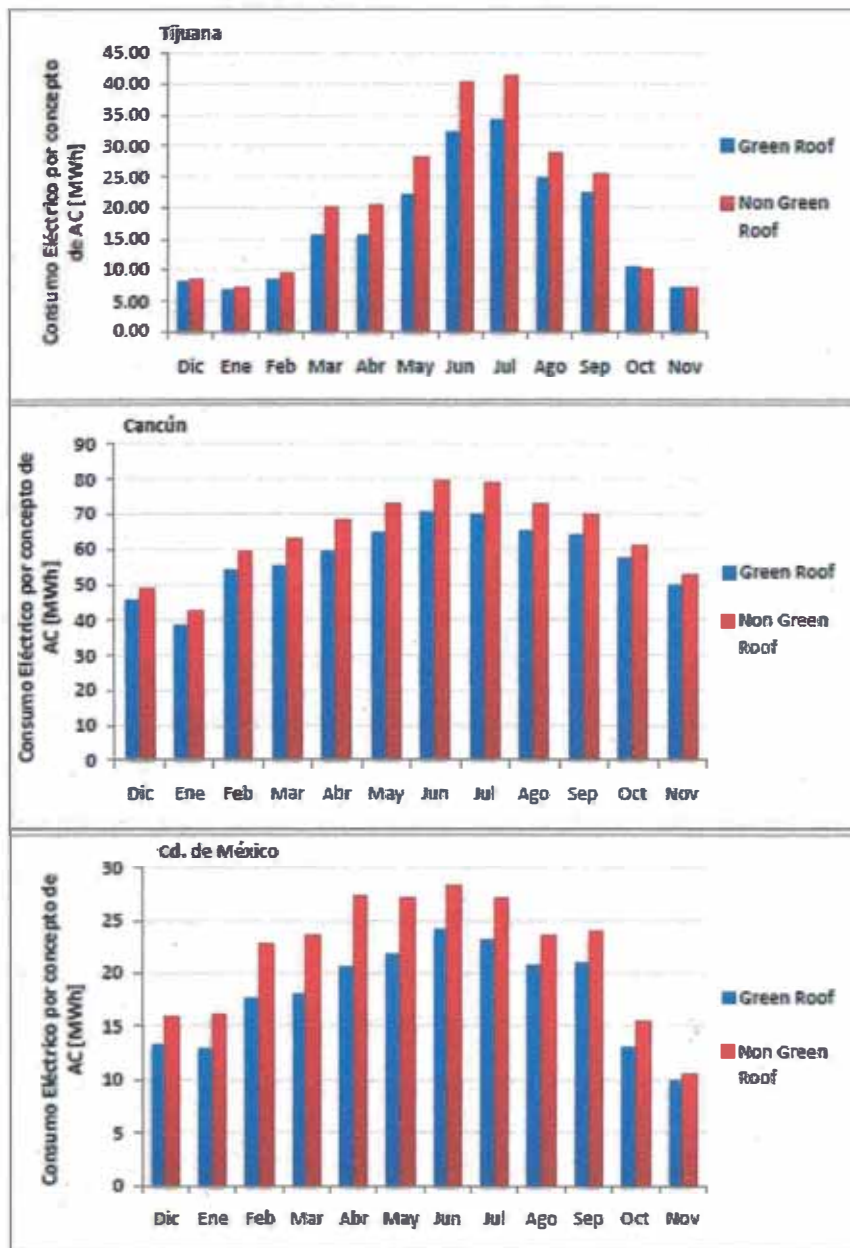 Tijuana
Consumo Eléctrico por concepto
de AC [MWh]
45.00
40.00
35.00
30.00
25.00
20.00
15.00
10.00
5.00
0.00
Dic Ene Feb Mar Abr May Jun Jul Ago Sep Oct Nov
Green Roof
Non Green
Roof
Cancún
Consumo Eléctrico por concepto de
AC [MWh]
90
80
70
60
50
40
30
20
10
0
Dic Ene Feb Mar Abr May Jun Jul Ago Sep Oct Nov
Green Roof
Non Green
Roof
Cd. de México
Consumo Eléctrico por concepto de
AC [MWh]
30
25
20
15
10
5
0
Dic Ene Feb Mar Abr May Jun Jul Ago Sep Oct Nov
Green Roof
Non Green
Roof